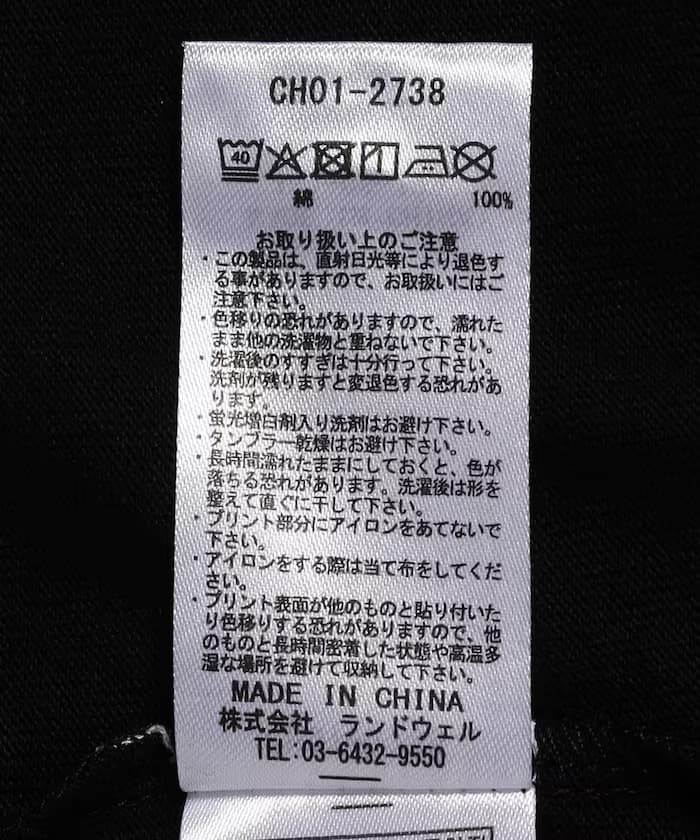 CH01-2738
40
綿 100%
お取り扱い上のご注意
・この製品は、直射日光等により退色す
る事がありますので、お取扱いにはご
注意下さい。
・色移りの恐れがありますので、濡れた
まま他の洗濯物と重ねないで下さい。
・洗濯後のすすぎは十分行って下さい。
洗剤が残りますと変退色する恐れがあ
ります。
・蛍光増白剤入り洗剤はお避け下さい。
・タンブラー乾燥はお避け下さい。
・長時間濡れたままにしておくと、色が
落ちる恐れがあります。洗濯後は形を
整えて直ぐに干して下さい。
・プリント部分にアイロンをあてないで
下さい。
・アイロンをする際は当て布をしてくだ
さい。
・プリント表面が他のものと貼り付いた
り色移りする恐れがありますので、他
のものと長時間密着した状態や高温多
湿な場所を避けて収納して下さい。
MADE IN CHINA
株式会社 ランドウェル
TEL:03-6432-9550